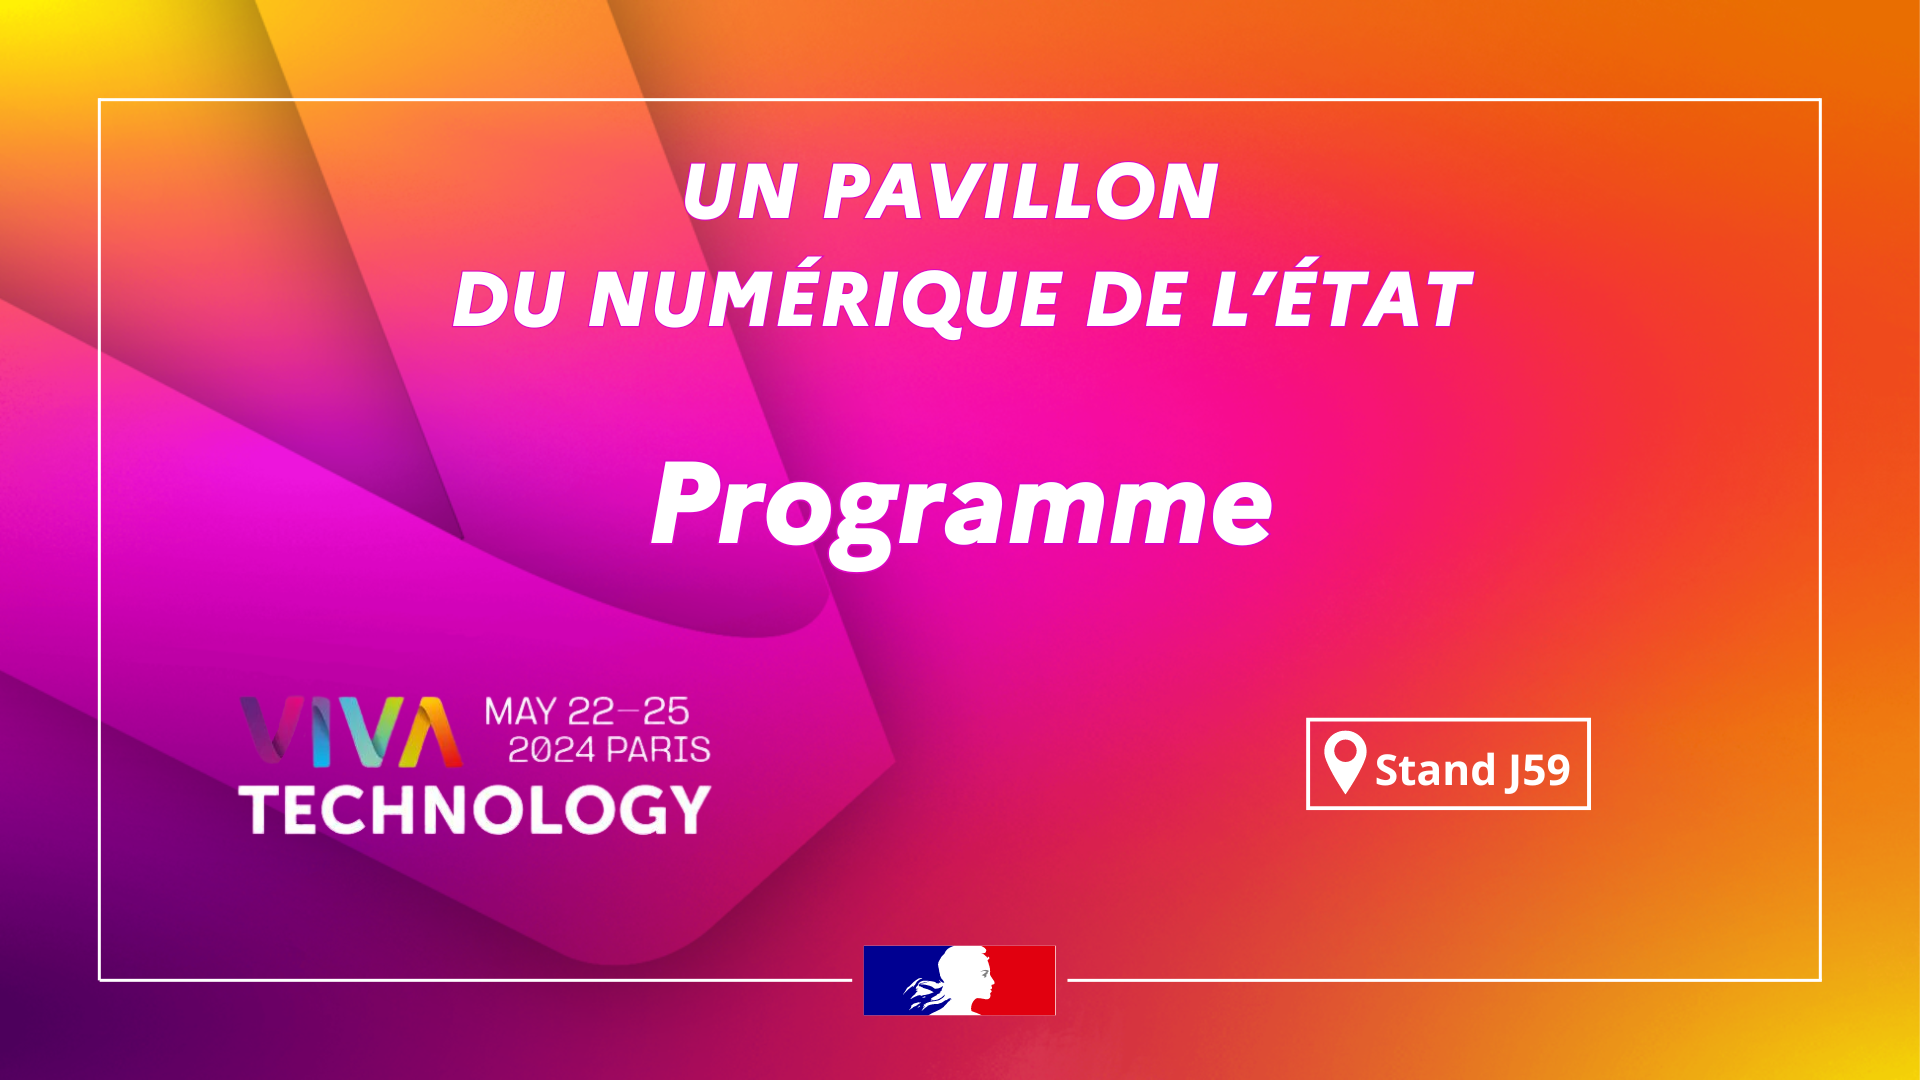 UN PAVILLON
DU NUMÉRIQUE DE L’ÉTAT
Programme
VIVA
TECHNOLOGY
MAY 22–25
2024 PARIS
Stand J59